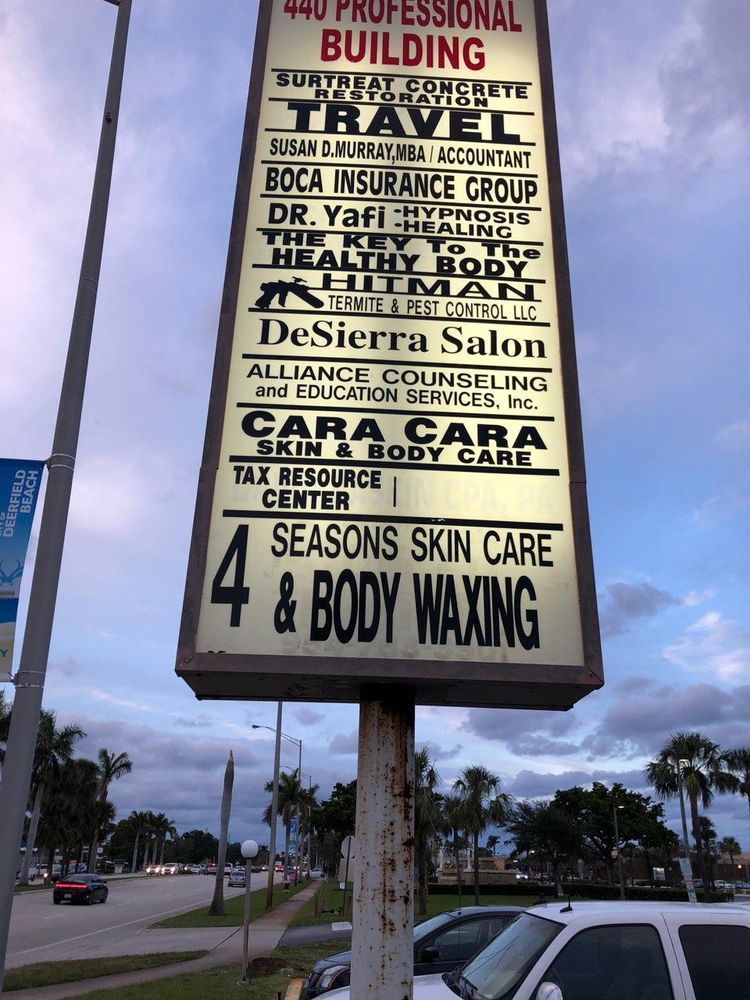 440 PROFESSIONAL
BUILDING
SURTREAT CONCRETE
RESTORATION
TRAVEL
SUSAN D.MURRAY,MBA / ACCOUNTANT
BOCA INSURANCE GROUP
DR. Yafi -HYPNOSIS
-HEALING
THE KEY To The
HEALTHY BODY
HITMAN
TERMITE & PEST CONTROL LLC
DeSierra Salon
ALLIANCE COUNSELING
and EDUCATION SERVICES, Inc.
CARA CARA
SKIN & BODY CARE
TAX RESOURCE
CENTER
4 SEASONS SKIN CARE
& BODY WAXING
DEERFIELD
BEACH